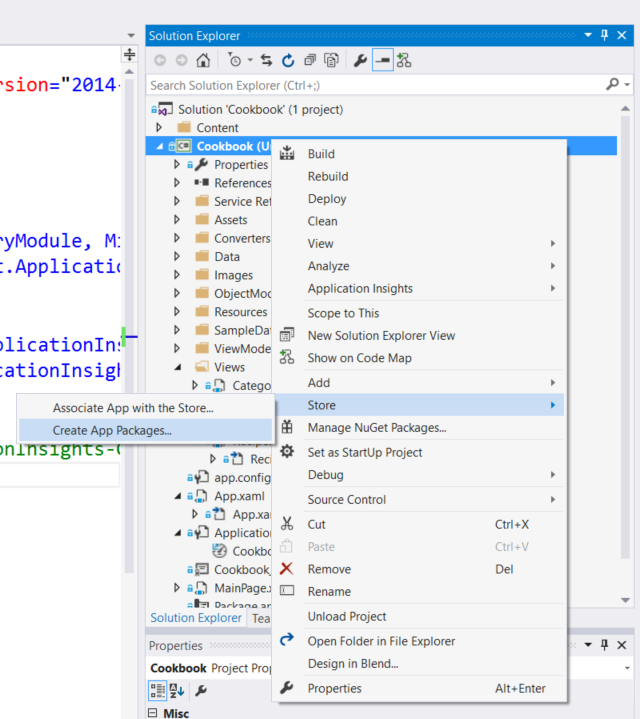 Solution Explorer
rsion="2014-
Search Solution Explorer (Ctrl+;)
Solution 'Cookbook' (1 project)
Content
Cookbook (U
Properties
References
Service Ref
Assets
Converters
Data
Images
ObjectMod
Resources
SampleDa
ViewMode
Views
Catego
Rec
app.config
App.xaml
App.xa
Application
Cookbo
Cookbook_
MainPage.x
Package.ap
Build
Rebuild
Deploy
Clean
View
Analyze
Application Insights
Scope to This
New Solution Explorer View
Show on Code Map
Add
Store
Manage NuGet Packages...
Set as StartUp Project
Debug
Source Control
Cut Ctrl+X
Paste Ctrl+V
Remove Del
Rename
Unload Project
Open Folder in File Explorer
Design in Blend...
Properties Alt+Enter
Associate App with the Store...
Create App Packages...
ryModule, Mi
t.Applicatio
plicationIns
cationInsigh
onInsights-C
Solution Explorer Tea
Properties
Cookbook Project Prop
Misc